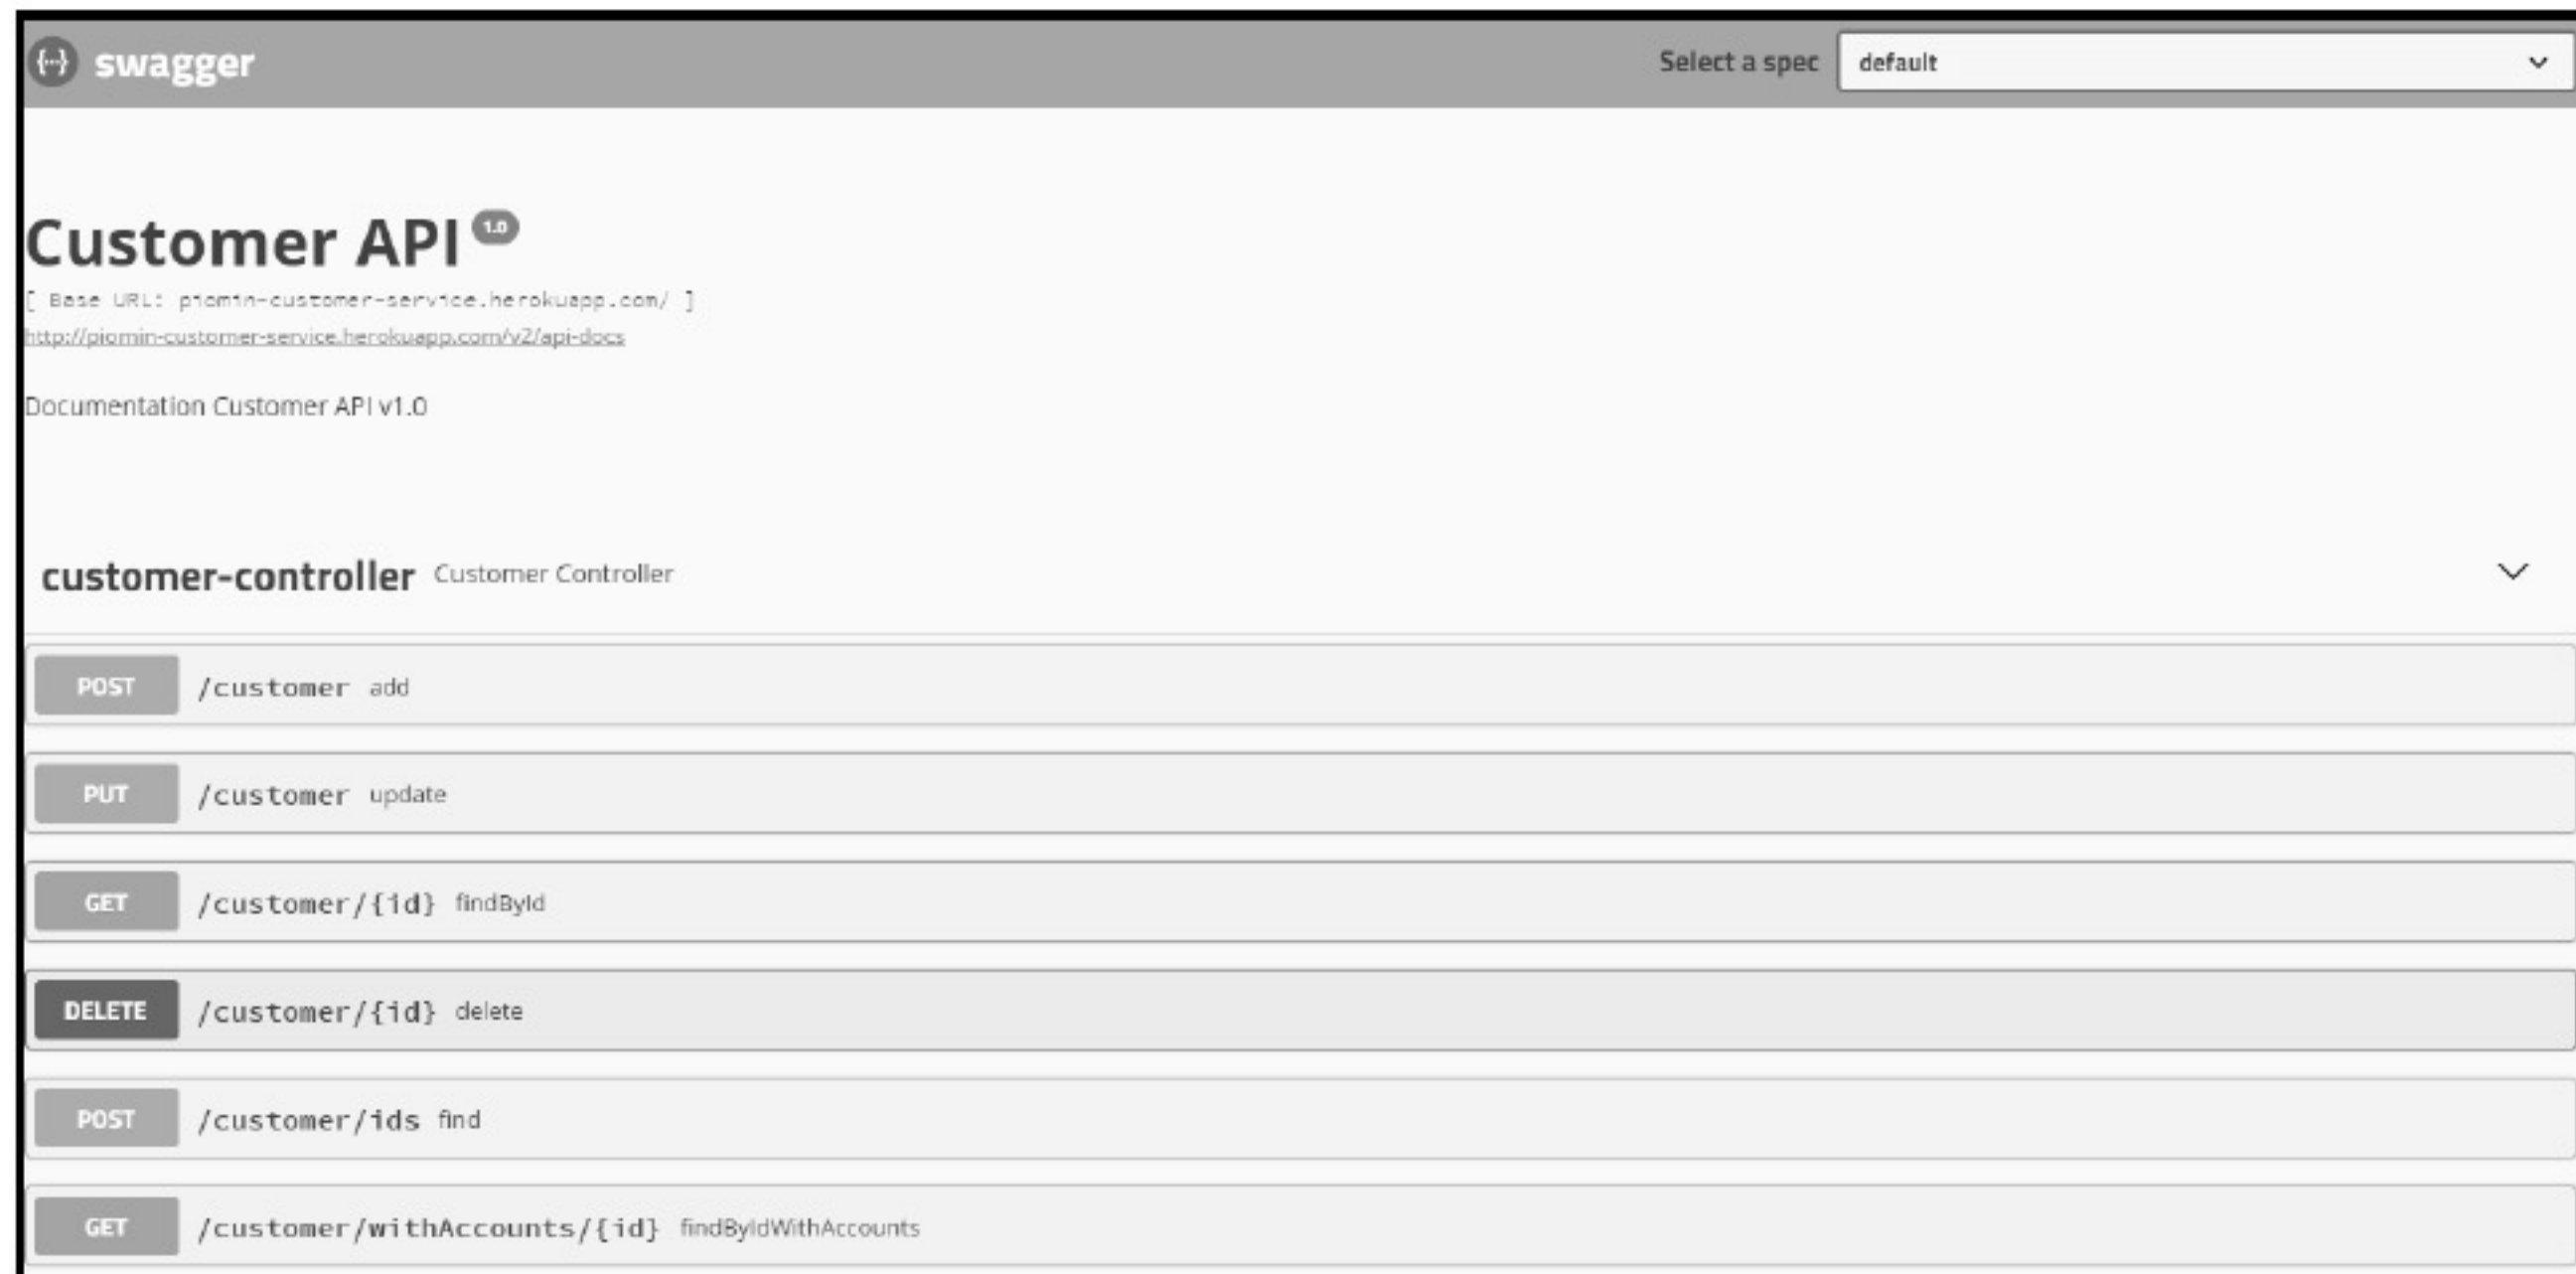 {···} swagger Select a spec default
Customer API 1.0
[ Base URL: piomin-customer-service.herokuapp.com/ ]
http://piomin-customer-service.herokuapp.com/v2/api-docs
Documentation Customer API v1.0
customer-controller Customer Controller
POST /customer add
PUT /customer update
GET /customer/{id} findById
DELETE /customer/{id} delete
POST /customer/ids find
GET /customer/withAccounts/{id} findByIdWithAccounts